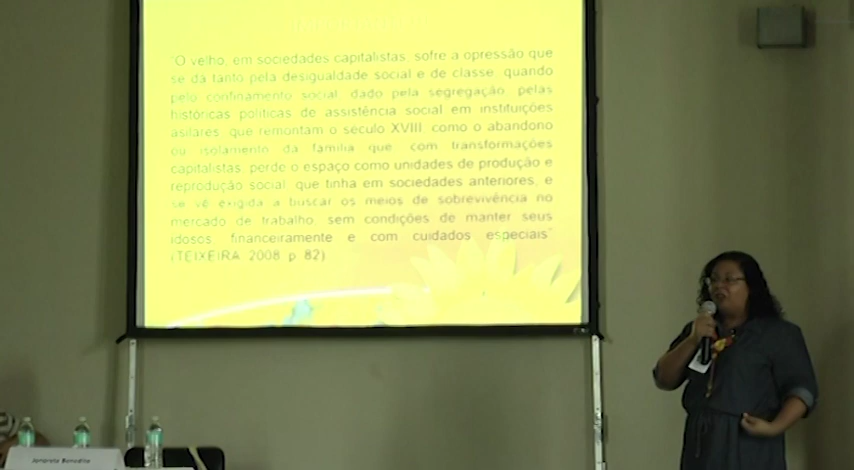 "O velho, em sociedades capitalistas, sofre a opressão que
se dá tanto pela desigualdade social e de classe, quando
pelo confinamento social, dado pela segregação, pelas
históricas políticas de assistência social em instituições
asilares, que remontam o século XVIII, como o abandono
ou isolamento da família que, com transformações
capitalistas, perde o espaço como unidades de produção e
reprodução social, que tinha em sociedades anteriores, e
se vê exigida a buscar os meios de sobrevivência no
mercado de trabalho, sem condições de manter seus
idosos, financeiramente e com cuidados especiais"
(TEIXEIRA, 2008, p. 82)
Benedito